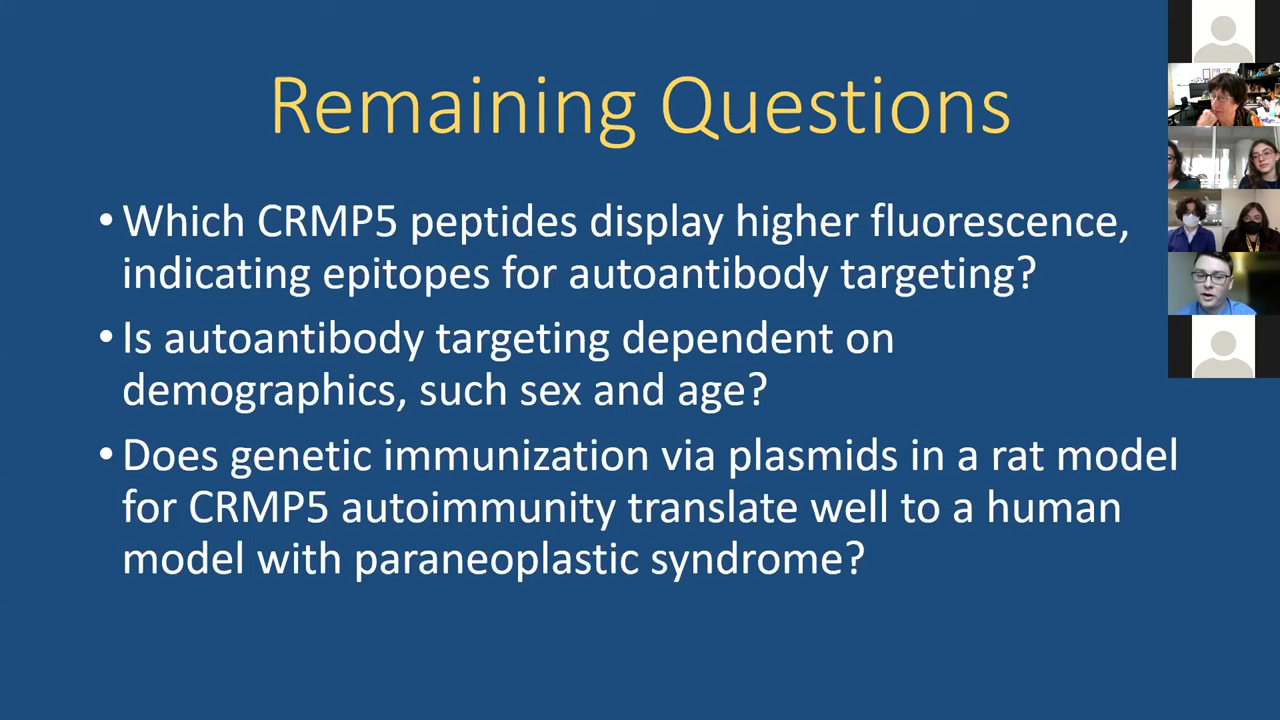 Remaining Questions
• Which CRMP5 peptides display higher fluorescence,
indicating epitopes for autoantibody targeting?
• Is autoantibody targeting dependent on
demographics, such sex and age?
• Does genetic immunization via plasmids in a rat model
for CRMP5 autoimmunity translate well to a human
model with paraneoplastic syndrome?